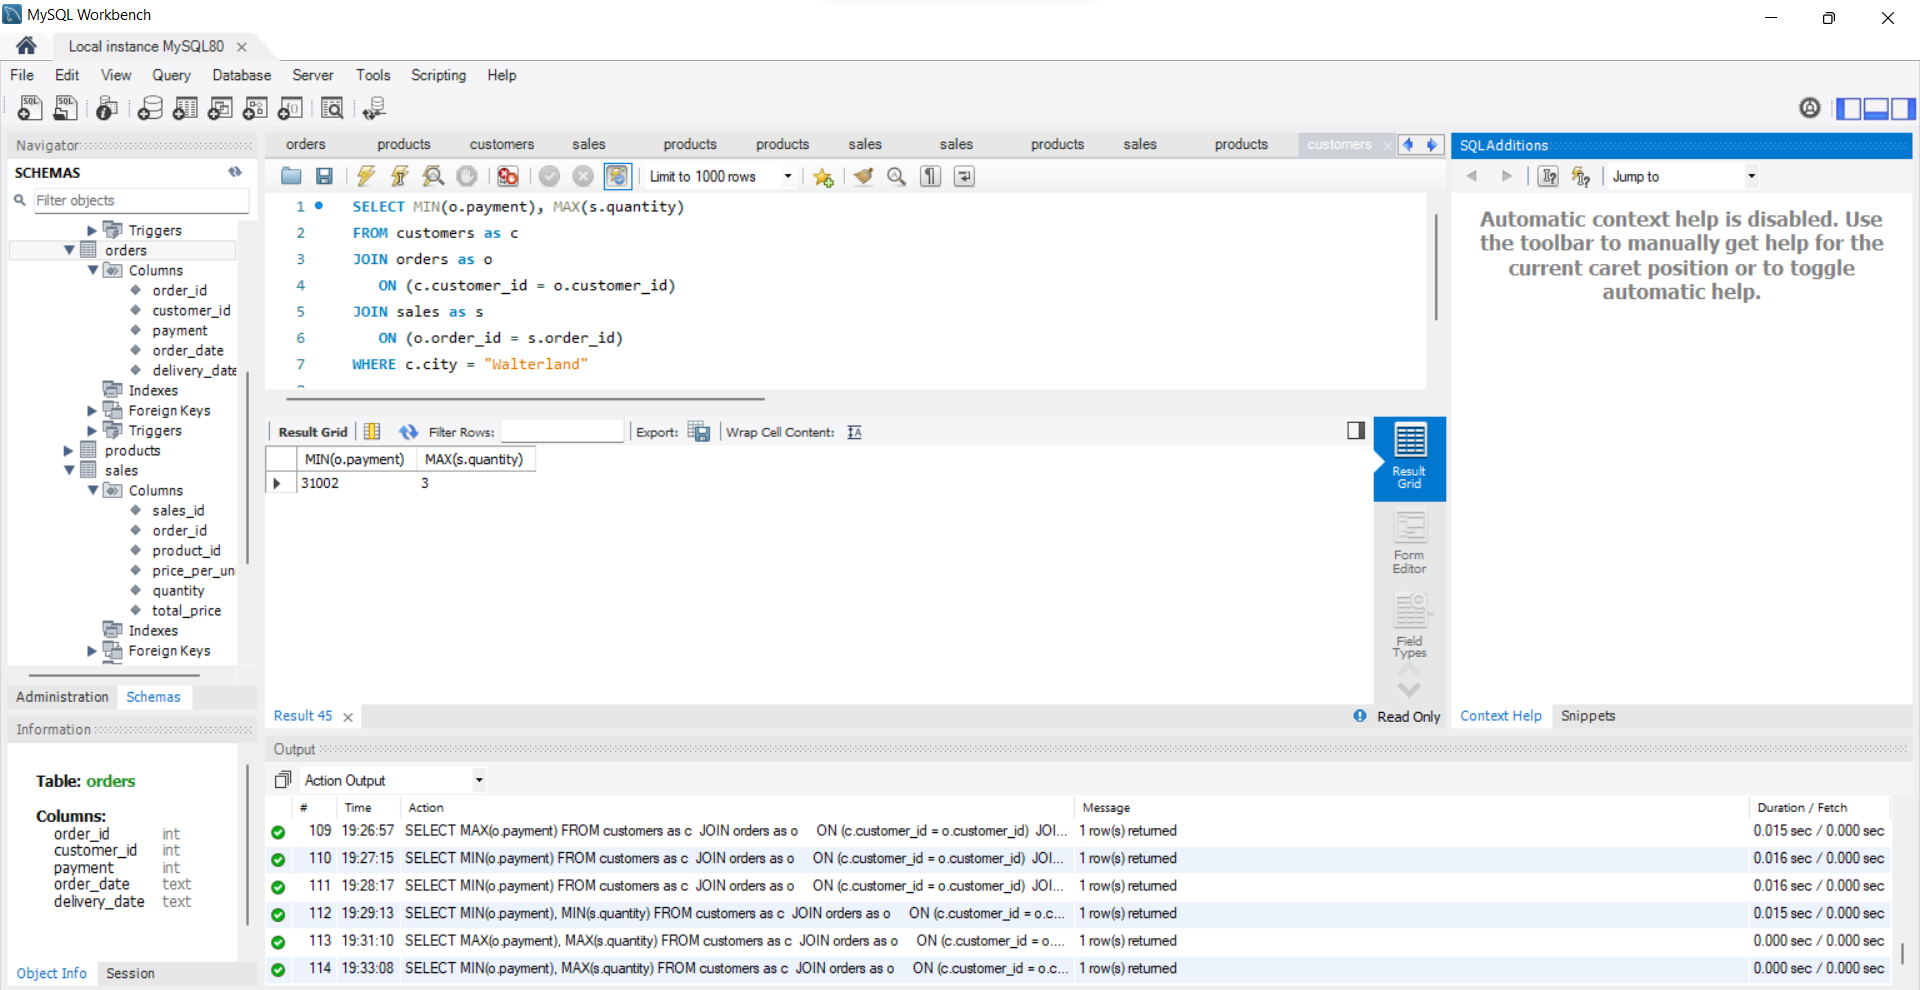 MySQL Workbench
Local instance MySQL80
File Edit View Query Database Server Tools Scripting Help
Navigator
SCHEMAS
Filter objects
Triggers
orders
Columns
order_id
customer_id
payment
order_date
delivery_date
Indexes
Foreign Keys
Triggers
products
sales
Columns
sales_id
order_id
product_id
price_per_un
quantity
total_price
Indexes
Foreign Keys
Administration Schemas
Information
Table: orders
Columns:
order_id int
customer_id int
payment int
order_date text
delivery_date text
Object Info Session
orders products customers sales products products sales sales products sales products customers
Limit to 1000 rows
1 SELECT MIN(o.payment), MAX(s.quantity)
2 FROM customers as c
3 JOIN orders as o
4 ON (c.customer_id = o.customer_id)
5 JOIN sales as s
6 ON (o.order_id = s.order_id)
7 WHERE c.city = "Walterland"
Result Grid Filter Rows: Export: Wrap Cell Content:
MIN(o.payment) MAX(s.quantity)
31002 3
Result Grid
Form Editor
Field Types
Result 45
Read Only
SQLAdditions
Jump to
Automatic context help is disabled. Use
the toolbar to manually get help for the
current caret position or to toggle
automatic help.
Context Help Snippets
Output
Action Output
# Time Action Message Duration / Fetch
109 19:26:57 SELECT MAX(o.payment) FROM customers as c JOIN orders as o ON (c.customer_id = o.customer_id) JOI... 1 row(s) returned 0.015 sec / 0.000 sec
110 19:27:15 SELECT MIN(o.payment) FROM customers as c JOIN orders as o ON (c.customer_id = o.customer_id) JOI... 1 row(s) returned 0.016 sec / 0.000 sec
111 19:28:17 SELECT MIN(o.payment) FROM customers as c JOIN orders as o ON (c.customer_id = o.customer_id) JOI... 1 row(s) returned 0.016 sec / 0.000 sec
112 19:29:13 SELECT MIN(o.payment), MIN(s.quantity) FROM customers as c JOIN orders as o ON (c.customer_id = o.c... 1 row(s) returned 0.015 sec / 0.000 sec
113 19:31:10 SELECT MAX(o.payment), MAX(s.quantity) FROM customers as c JOIN orders as o ON (c.customer_id = o.... 1 row(s) returned 0.000 sec / 0.000 sec
114 19:33:08 SELECT MIN(o.payment), MAX(s.quantity) FROM customers as c JOIN orders as o ON (c.customer_id = o.c... 1 row(s) returned 0.000 sec / 0.000 sec